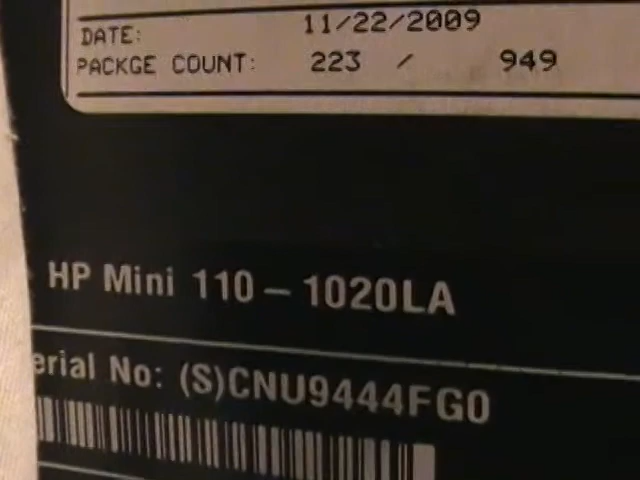 DATE: 11/22/2009
PACKGE COUNT: 223 / 949
HP Mini 110 – 1020LA
erial No: (S)CNU9444FG0